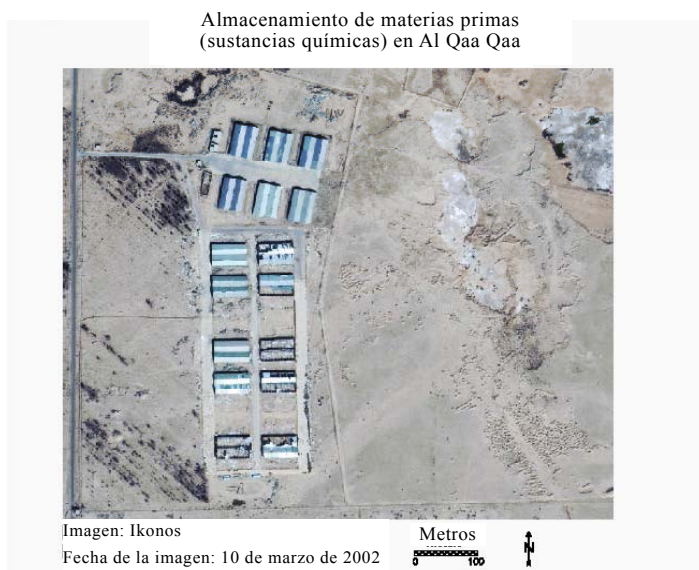 Almacenamiento de materias primas
(sustancias químicas) en Al Qaa Qaa
Imagen: Ikonos
Fecha de la imagen: 10 de marzo de 2002
Metros
0 100
N